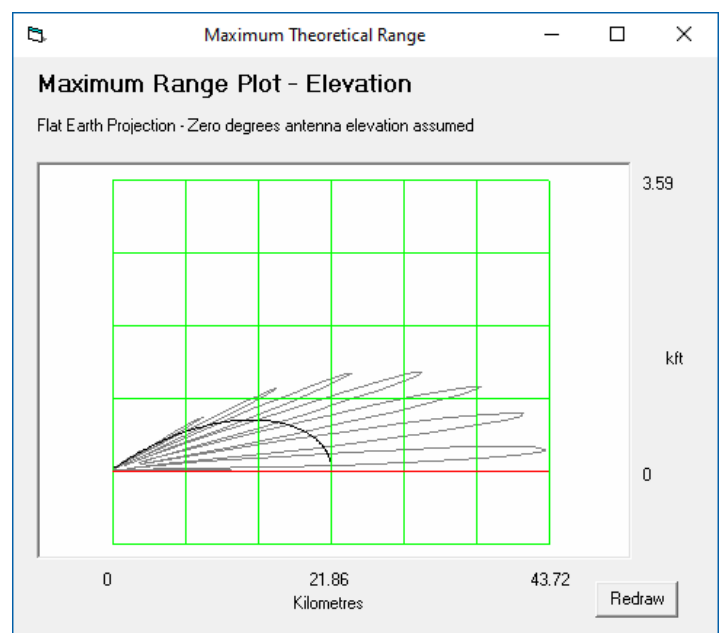 Maximum Theoretical Range
Maximum Range Plot - Elevation
Flat Earth Projection - Zero degrees antenna elevation assumed
3.59
kft
0
0 21.86 43.72
Kilometres
Redraw